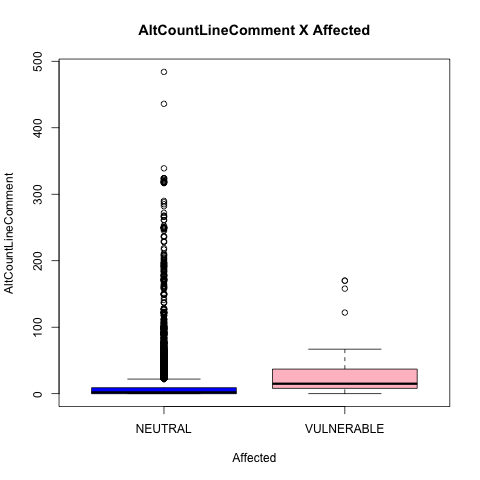 AltCountLineComment X Affected
AltCountLineComment
500
400
300
200
100
0
NEUTRAL
VULNERABLE
Affected